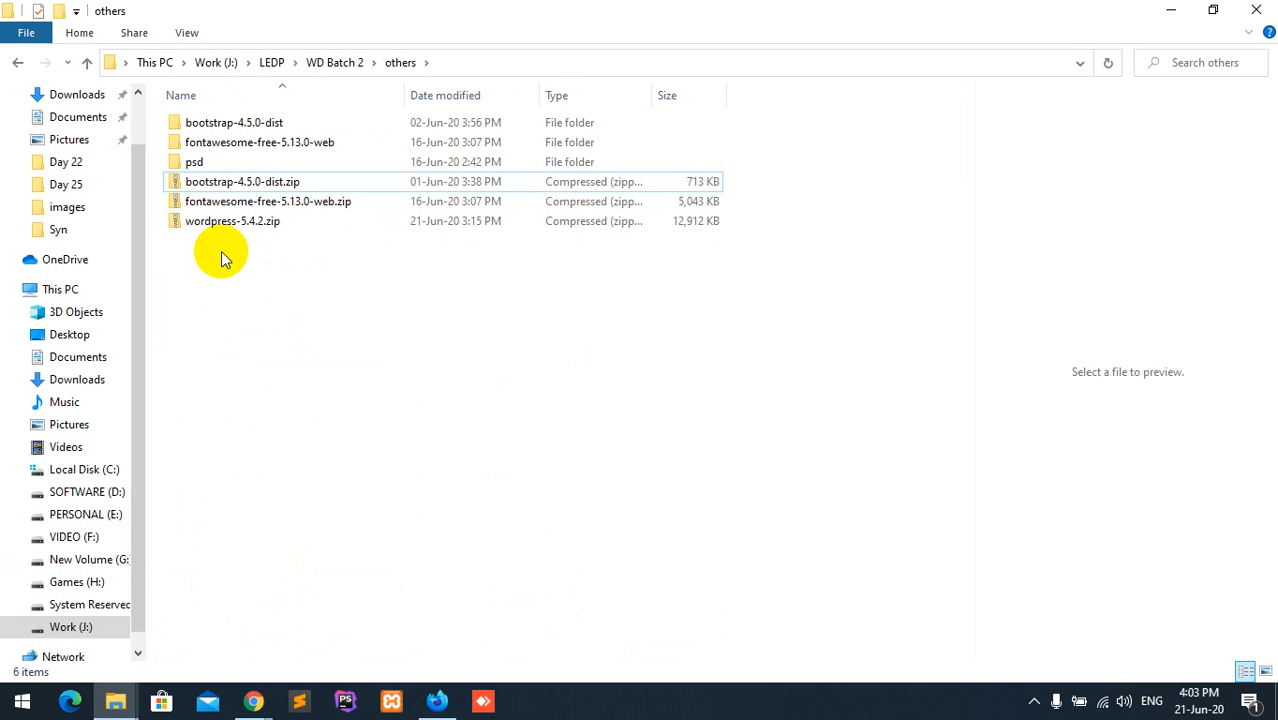 others
File Home Share View
This PC Work (J:) LEDP WD Batch 2 others Search others
Name Date modified Type Size
bootstrap-4.5.0-dist 02-Jun-20 3:56 PM File folder
fontawesome-free-5.13.0-web 16-Jun-20 3:07 PM File folder
psd 16-Jun-20 2:42 PM File folder
bootstrap-4.5.0-dist.zip 01-Jun-20 3:38 PM Compressed (zipp... 713 KB
fontawesome-free-5.13.0-web.zip 16-Jun-20 3:07 PM Compressed (zipp... 5,043 KB
wordpress-5.4.2.zip 21-Jun-20 3:15 PM Compressed (zipp... 12,912 KB
Downloads
Documents
Pictures
Day 22
Day 25
images
Syn
OneDrive
This PC
3D Objects
Desktop
Documents
Downloads
Music
Pictures
Videos
Local Disk (C:)
SOFTWARE (D:)
PERSONAL (E:)
VIDEO (F:)
New Volume (G:
Games (H:)
System Reserved
Work (J:)
Network
Select a file to preview.
6 items
PS
ENG
4:03 PM
21-Jun-20
1